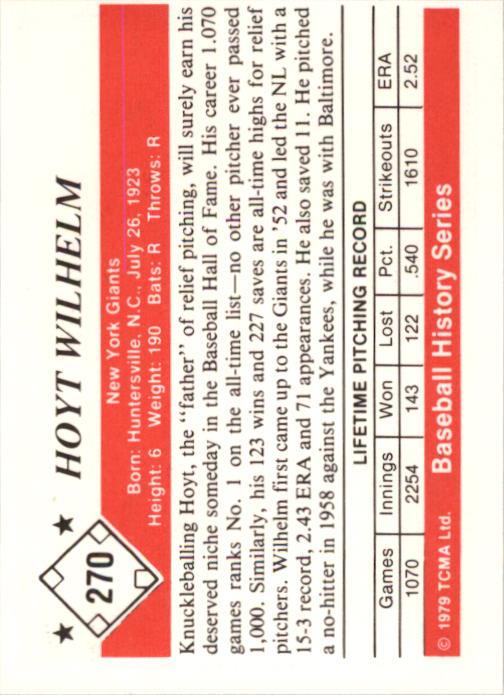 270
HOYT WILHELM
New York Giants
Born: Huntersville, N.C., July 26, 1923
Height: 6 Weight: 190 Bats: R Throws: R
Knuckleballing Hoyt, the "father" of relief pitching, will surely earn his
deserved niche someday in the Baseball Hall of Fame. His career 1.070
games ranks No. 1 on the all-time list—no other pitcher ever passed
1,000. Similarly, his 123 wins and 227 saves are all-time highs for relief
pitchers. Wilhelm first came up to the Giants in '52 and led the NL with a
15-3 record, 2.43 ERA and 71 appearances. He also saved 11. He pitched
a no-hitter in 1958 against the Yankees, while he was with Baltimore.
LIFETIME PITCHING RECORD
Games Innings Won Lost Pct. Strikeouts ERA
1070 2254 143 122 .540 1610 2.52
© 1979 TCMA Ltd. Baseball History Series